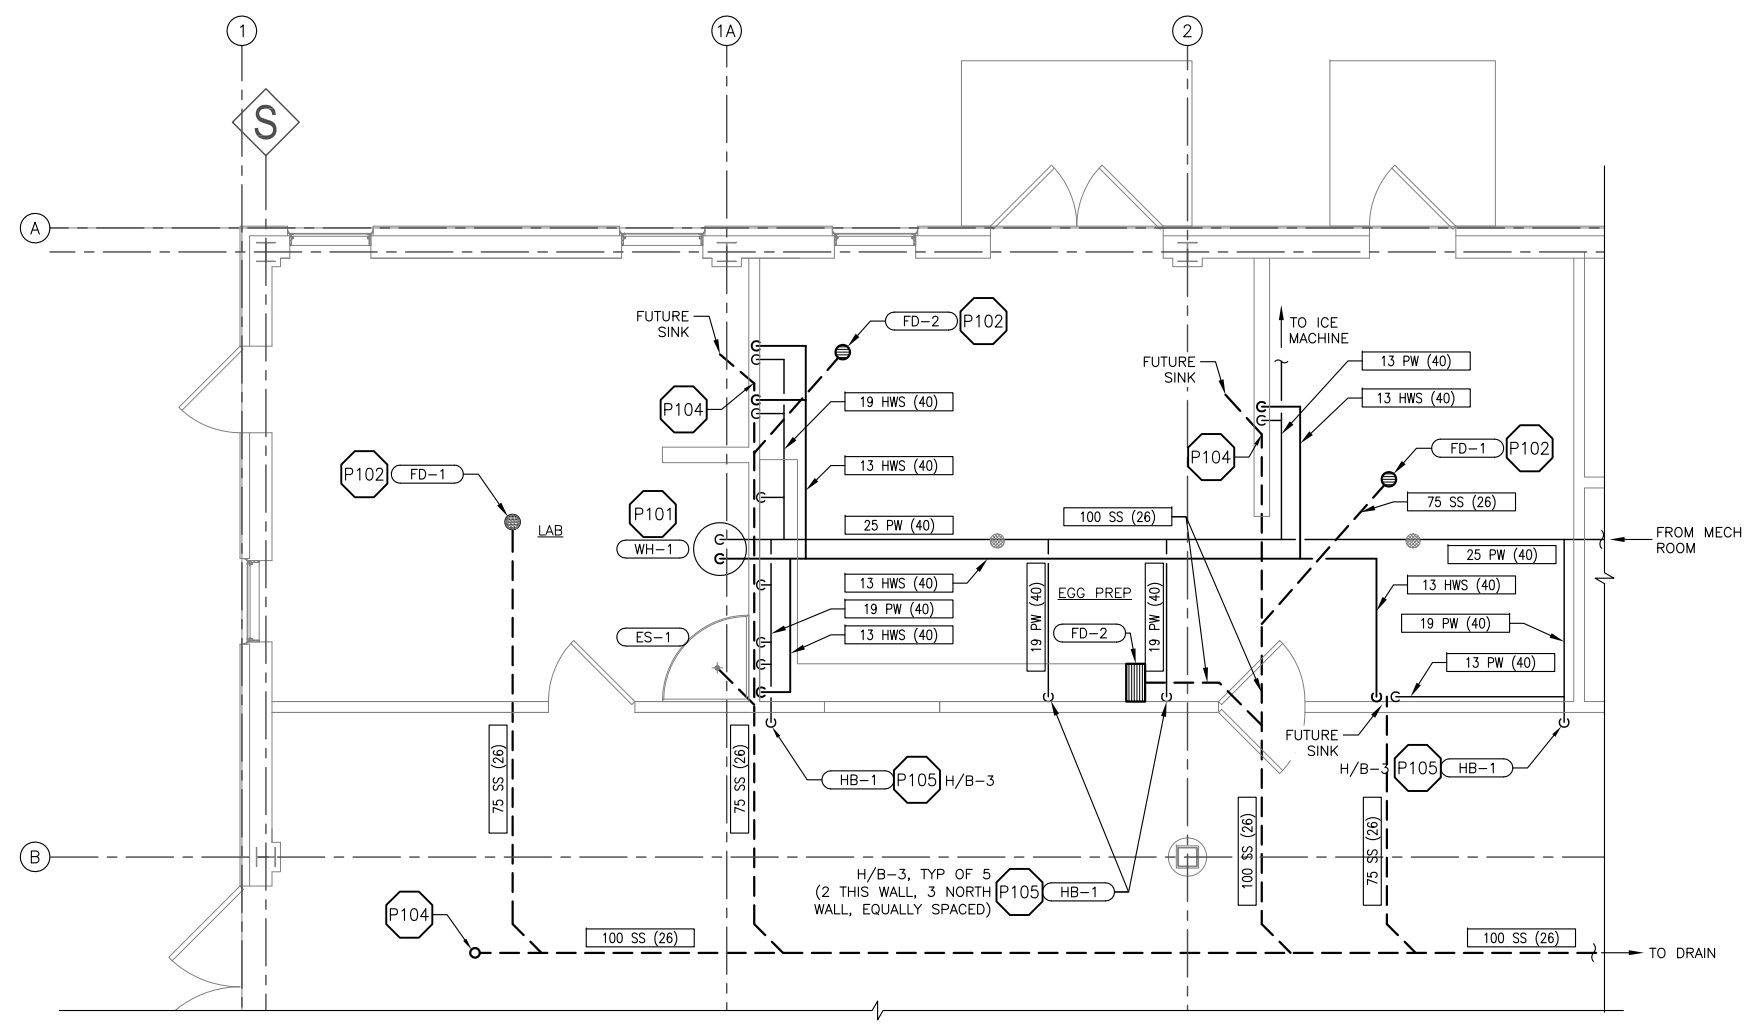 1
1A
2
S
A
FUTURE
SINK
FD-2
P102
TO ICE
MACHINE
FUTURE
SINK
13 PW (40)
P104
19 HWS (40)
13 HWS (40)
P102
FD-1
P104
FD-1
P102
13 HWS (40)
P101
LAB
75 SS (26)
100 SS (26)
25 PW (40)
WH-1
FROM MECH
ROOM
25 PW (40)
13 HWS (40)
19 PW (40)
EGG PREP
19 PW (40)
13 HWS (40)
19 PW (40)
19 PW (40)
ES-1
13 HWS (40)
FD-2
13 PW (40)
FUTURE
SINK
75 SS (26)
75 SS (26)
HB-1
P105
H/B-3
H/B-3
P105
HB-1
100 SS (26)
75 SS (26)
B
H/B-3, TYP OF 5
(2 THIS WALL, 3 NORTH
WALL, EQUALLY SPACED)
P105
HB-1
P104
100 SS (26)
100 SS (26)
TO DRAIN